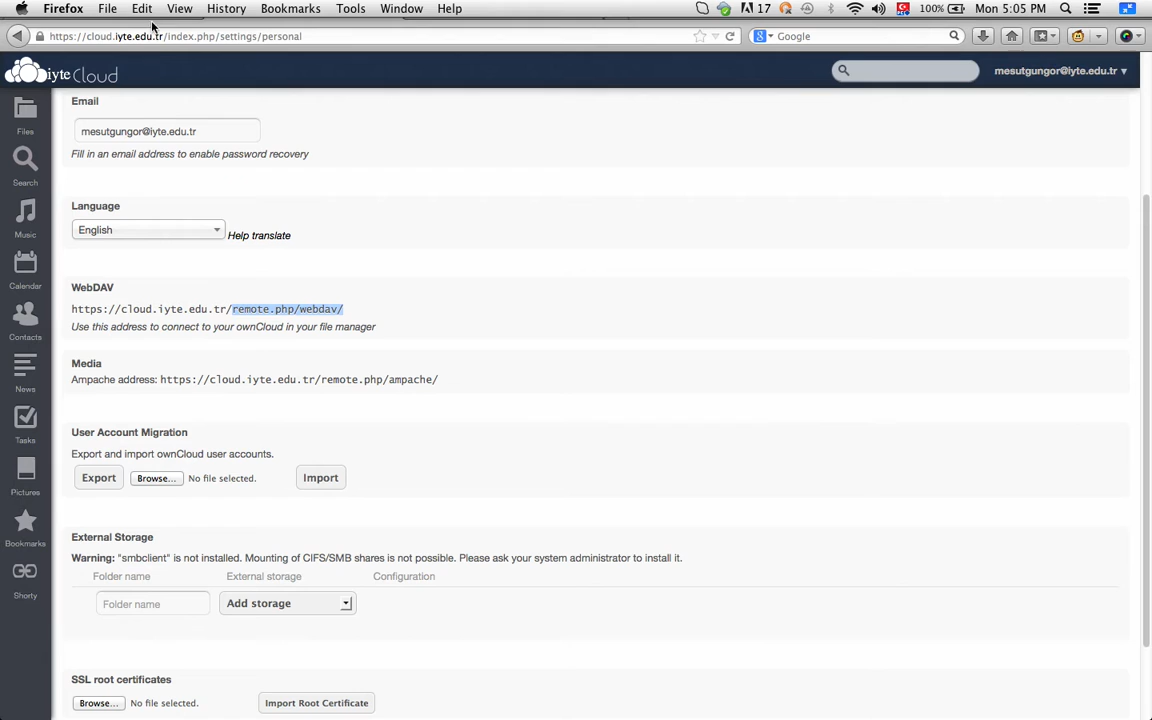 Firefox File Edit View History Bookmarks Tools Window Help 17 100% Mon 5:05 PM
https://cloud.iyte.edu.tr/index.php/settings/personal Google
iyteCloud mesutgungor@iyte.edu.tr
Files
Search
Music
Calendar
Contacts
News
Tasks
Pictures
Bookmarks
Shorty
Email
mesutgungor@iyte.edu.tr
Fill in an email address to enable password recovery
Language
English Help translate
WebDAV
https://cloud.iyte.edu.tr/remote.php/webdav/
Use this address to connect to your ownCloud in your file manager
Media
Ampache address: https://cloud.iyte.edu.tr/remote.php/ampache/
User Account Migration
Export and import ownCloud user accounts.
Export Browse... No file selected. Import
External Storage
Warning: "smbclient" is not installed. Mounting of CIFS/SMB shares is not possible. Please ask your system administrator to install it.
Folder name External storage Configuration
Folder name Add storage
SSL root certificates
Browse... No file selected. Import Root Certificate